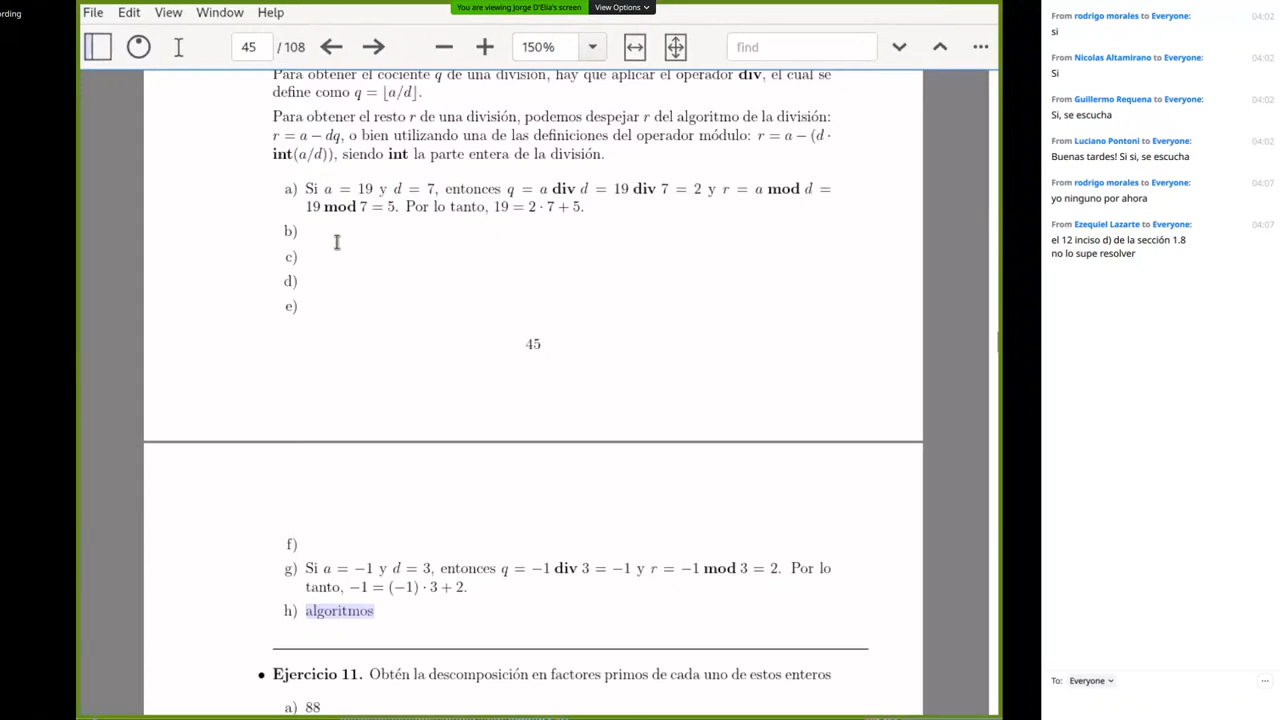 ording
You are viewing Jorge D'Elia's screen
View Options
File Edit View Window Help
45 / 108
150%
find
Para obtener el cociente q de una división, hay que aplicar el operador div, el cual se
define como q = ⌊a/d⌋.
Para obtener el resto r de una división, podemos despejar r del algoritmo de la división:
r = a − dq, o bien utilizando una de las definiciones del operador módulo: r = a − (d ·
int(a/d)), siendo int la parte entera de la división.
a) Si a = 19 y d = 7, entonces q = a div d = 19 div 7 = 2 y r = a mod d =
19 mod 7 = 5. Por lo tanto, 19 = 2 · 7 + 5.
b)
c)
d)
e)
45
f)
g) Si a = −1 y d = 3, entonces q = −1 div 3 = −1 y r = −1 mod 3 = 2. Por lo
tanto, −1 = (−1) · 3 + 2.
h) algoritmos
• Ejercicio 11. Obtén la descomposición en factores primos de cada uno de estos enteros
a) 88
From rodrigo morales to Everyone: 04:02
si
From Nicolas Altamirano to Everyone: 04:02
Si
From Guillermo Requena to Everyone: 04:02
Si, se escucha
From Luciano Pontoni to Everyone: 04:02
Buenas tardes! Si si, se escucha
From rodrigo morales to Everyone: 04:07
yo ninguno por ahora
From Ezequiel Lazarte to Everyone: 04:07
el 12 inciso d) de la sección 1.8
no lo supe resolver
To: Everyone